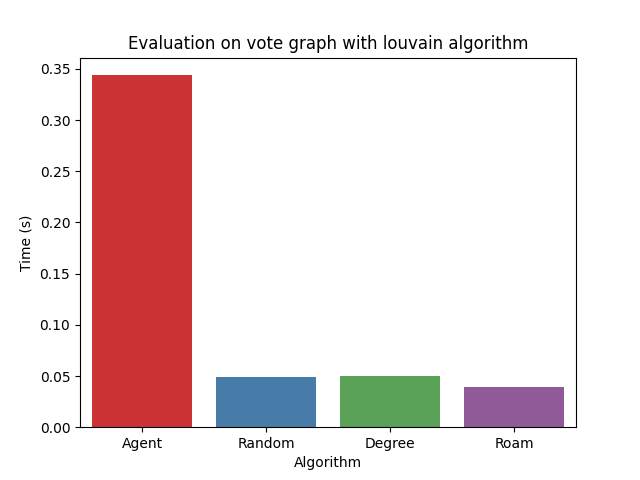 Evaluation on vote graph with louvain algorithm
0.35
0.30
0.25
0.20
0.15
0.10
0.05
0.00
Time (s)
Agent Random Degree Roam
Algorithm